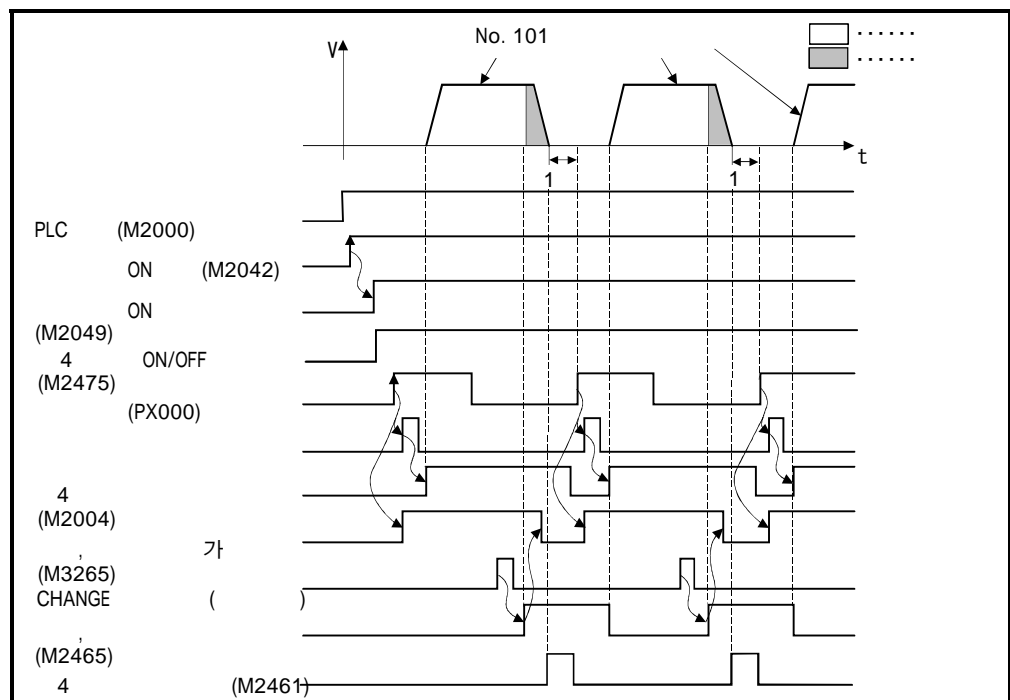 V
No. 101
······
······
t
1
1
PLC (M2000)
ON (M2042)
ON
(M2049)
4 ON/OFF
(M2475)
(PX000)
4
(M2004)
, 가
(M3265)
CHANGE ( )
,
(M2465)
4 (M2461)